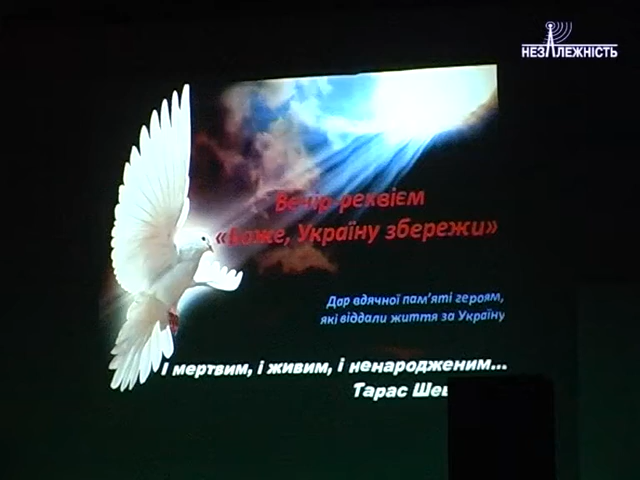 НЕЗАЛЕЖНІСТЬ
Вечір-реквієм
«Боже, Україну збережи»
Дар вдячної пам'яті героям,
які віддали життя за Україну
І мертвим, і живим, і ненародженим...
Тарас